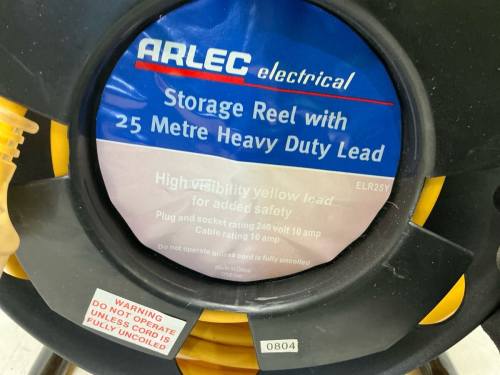 ARLEC electrical
Storage Reel with
25 Metre Heavy Duty Lead
ELR25Y
High visibility yellow lead
for added safety
Plug and socket rating 240 volt 10 amp
Cable rating 10 amp
Do not operate unless cord is fully uncoiled
WARNING
DO NOT OPERATE
UNLESS CORD IS
FULLY UNCOILED
0804